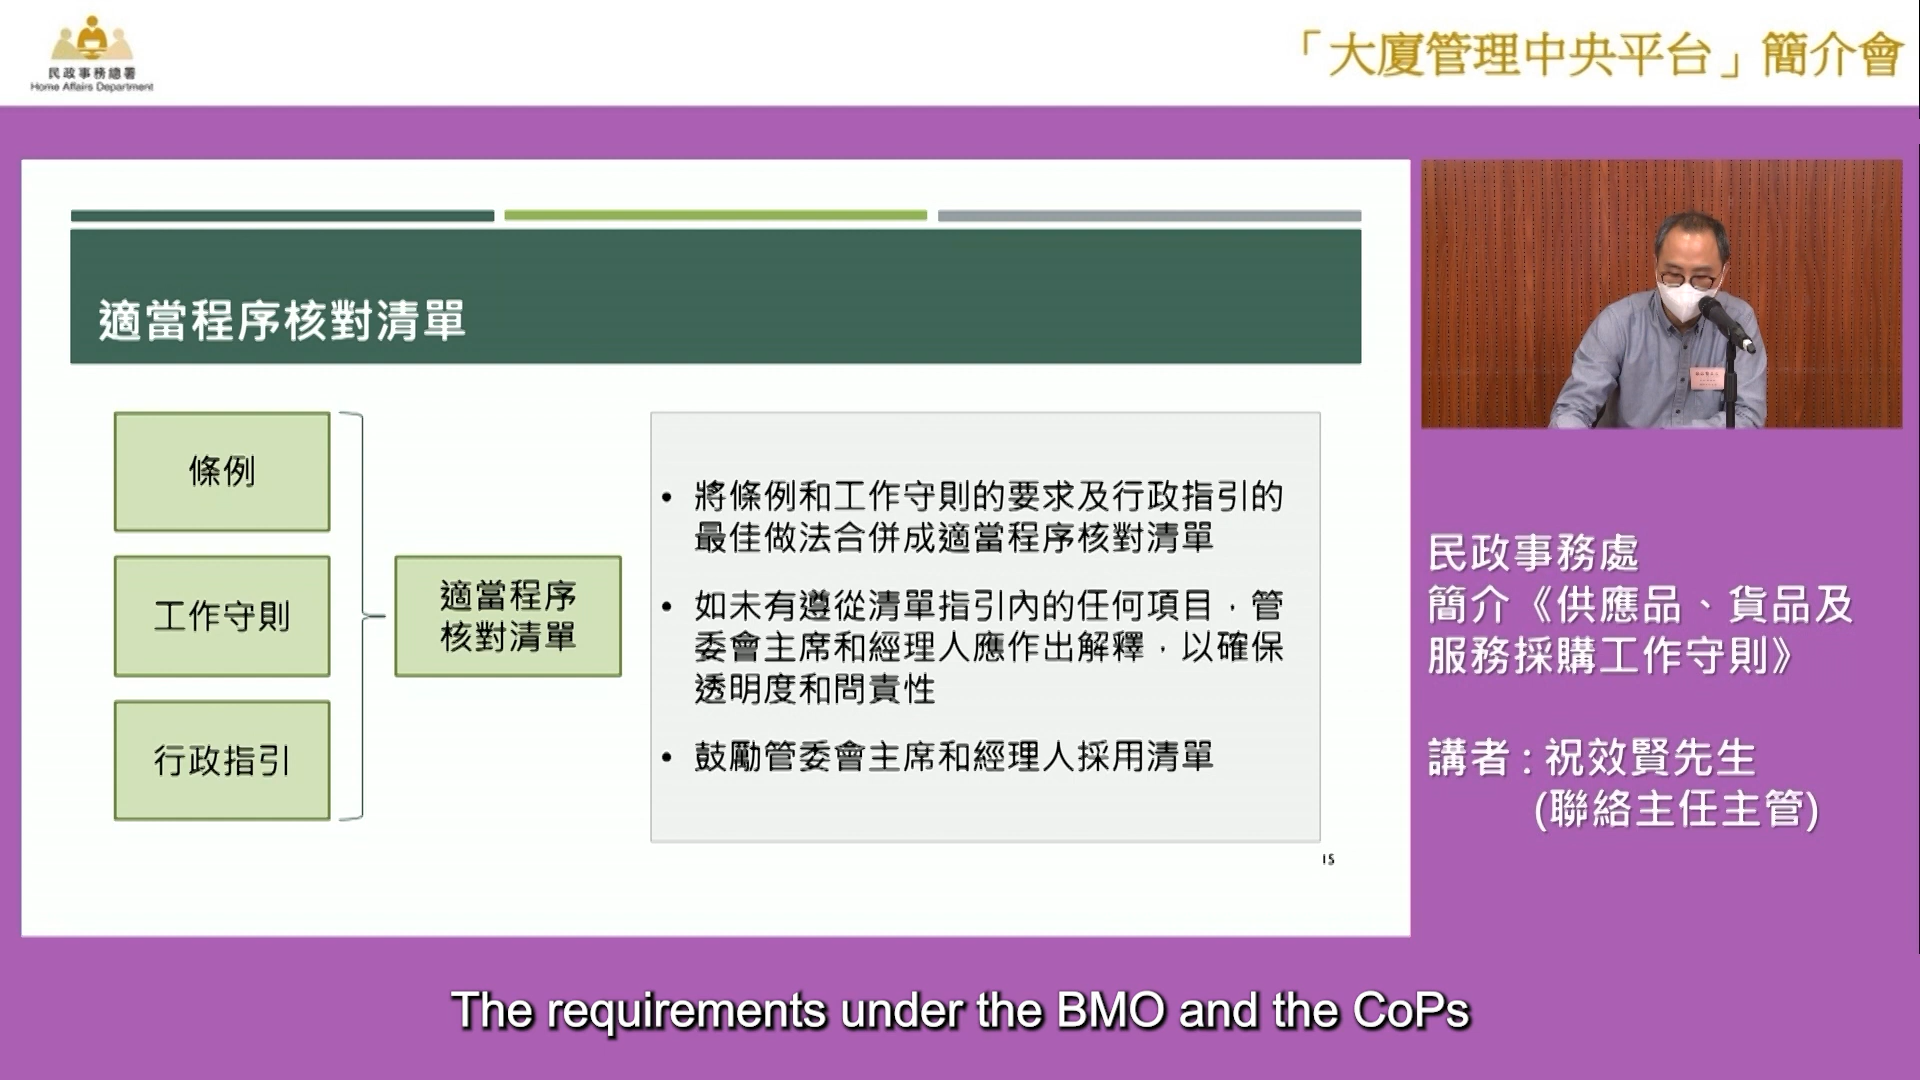 民政事務總署
Home Affairs Department
「大廈管理中央平台」簡介會
適當程序核對清單
條例
工作守則
行政指引
適當程序
核對清單
• 將條例和工作守則的要求及行政指引的
最佳做法合併成適當程序核對清單
• 如未有遵從清單指引內的任何項目，管
委會主席和經理人應作出解釋，以確保
透明度和問責性
• 鼓勵管委會主席和經理人採用清單
15
民政事務處
簡介《供應品、貨品及
服務採購工作守則》
講者 : 祝效賢先生
(聯絡主任主管)
The requirements under the BMO and the CoPs